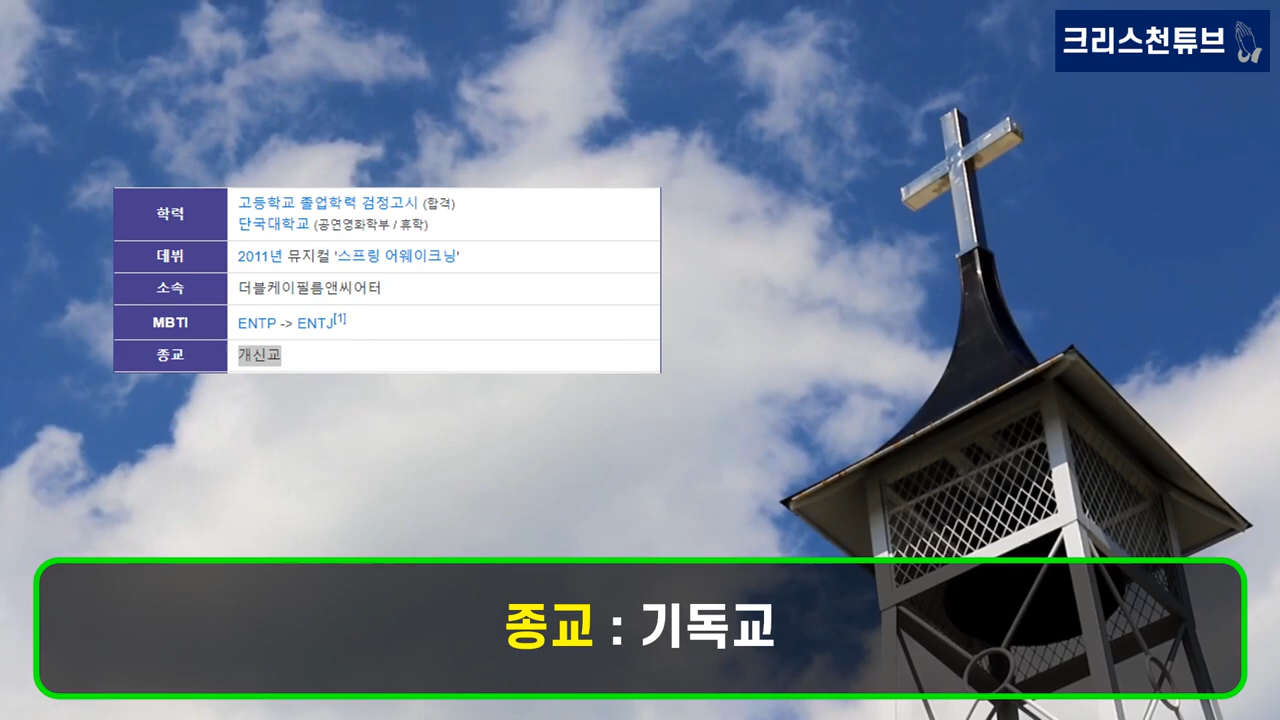 크리스천튜브
학력
고등학교 졸업학력 검정고시 (합격)
단국대학교 (공연영화학부 / 휴학)
데뷔
2011년 뮤지컬 '스프링 어웨이크닝'
소속
더블케이필름앤씨어터
MBTI
ENTP -> ENTJ[1]
종교
개신교
종교 : 기독교